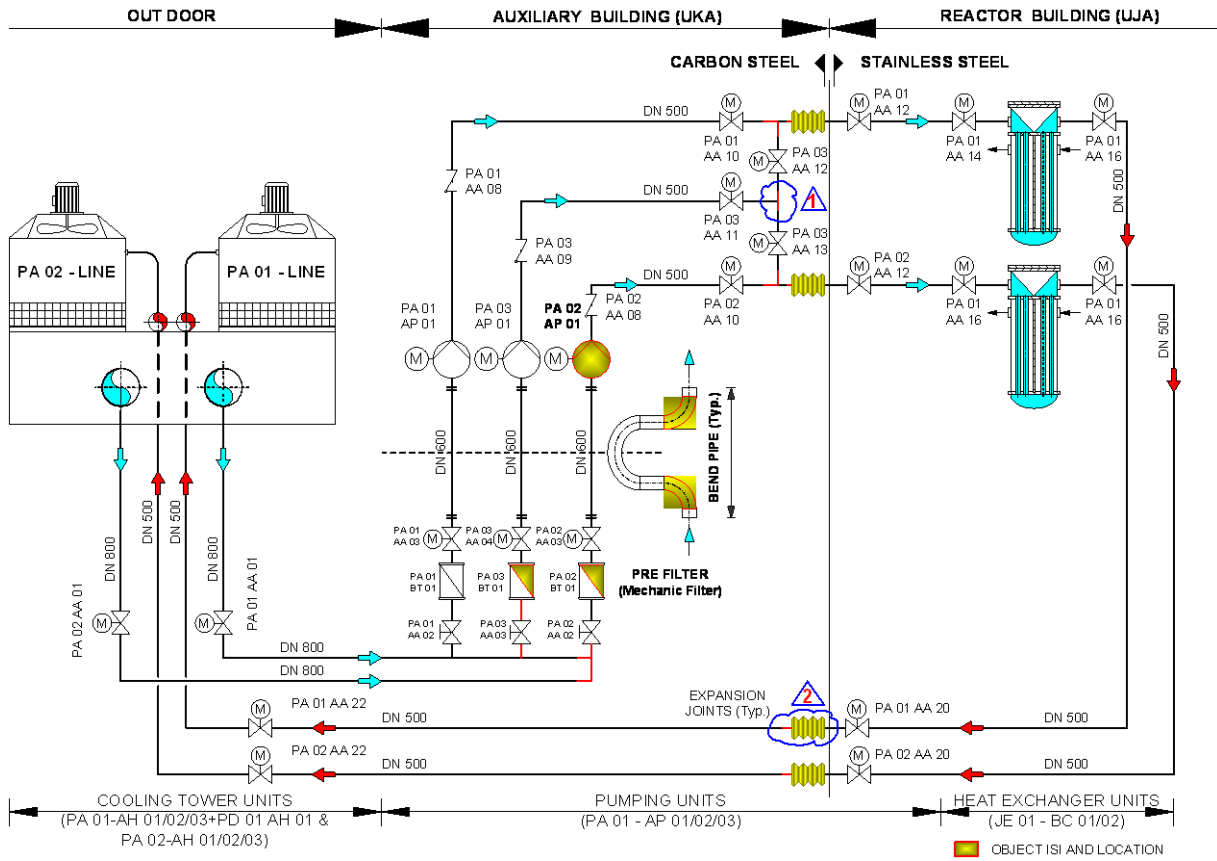 OUT DOOR
AUXILIARY BUILDING (UKA)
REACTOR BUILDING (UJA)
CARBON STEEL
STAINLESS STEEL
DN 500
M
PA 01
AA 10
M
PA 01
AA 12
M
PA 01
AA 14
M
PA 01
AA 16
DN 500
PA 01
AA 08
M
PA 03
AA 12
DN 500
M
PA 03
AA 11
1
PA 03
AA 09
M
PA 03
AA 13
DN 500
M
PA 02
AA 10
M
PA 02
AA 12
M
PA 01
AA 16
M
PA 01
AA 16
DN 500
PA 02
AA 08
PA 02 - LINE
PA 01 - LINE
PA 01
AP 01
M
PA 03
AP 01
M
PA 02
AP 01
M
DN 600
DN 600
DN 600
BEND PIPE (Typ.)
DN 800
DN 500
DN 500
DN 800
PA 01
AA 03
M
PA 03
AA 04
M
PA 02
AA 03
M
PA 01
BT 01
PA 03
BT 01
PA 02
BT 01
PRE FILTER
(Mechanic Filter)
PA 02 AA 01
M
M
PA 01 AA 01
PA 01
AA 02
PA 03
AA 03
PA 02
AA 02
DN 800
DN 800
EXPANSION
JOINTS (Typ.)
2
M
PA 01 AA 22
DN 500
M
PA 01 AA 20
DN 500
M
PA 02 AA 22
DN 500
M
PA 02 AA 20
DN 500
COOLING TOWER UNITS
(PA 01-AH 01/02/03+PD 01 AH 01 &
PA 02-AH 01/02/03)
PUMPING UNITS
(PA 01 - AP 01/02/03)
HEAT EXCHANGER UNITS
(JE 01 - BC 01/02)
OBJECT ISI AND LOCATION